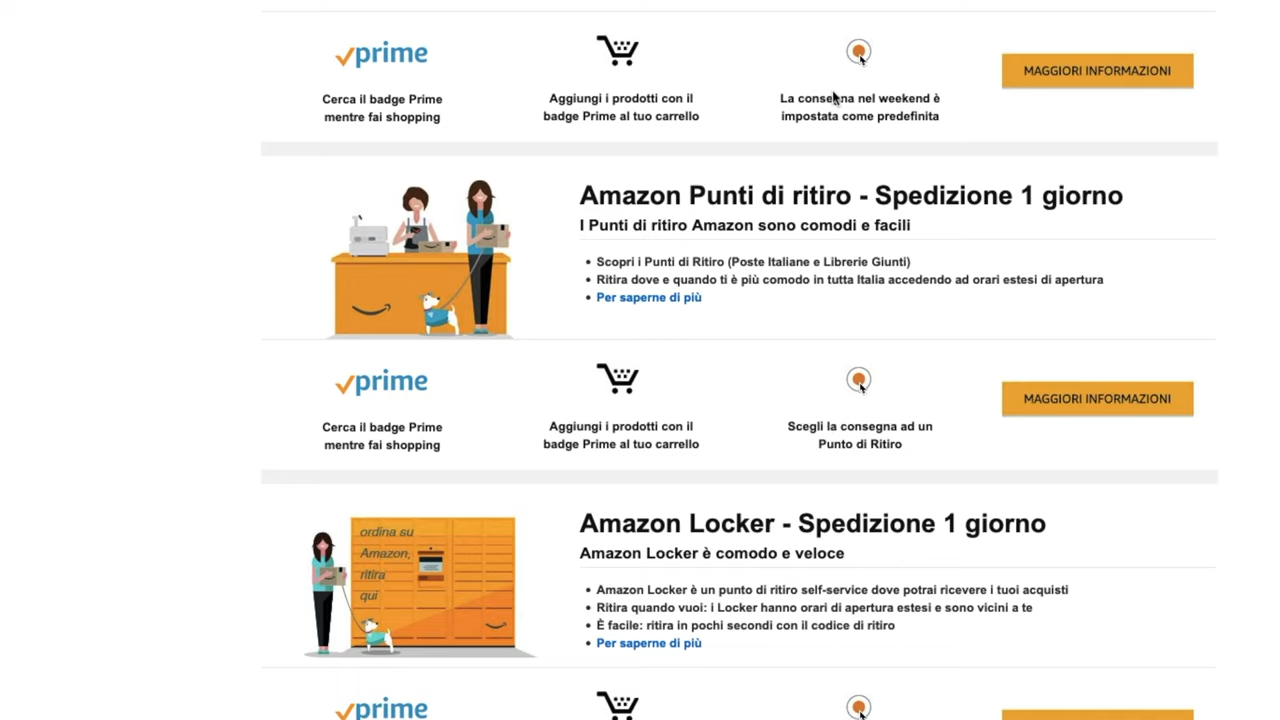 prime
Cerca il badge Prime
mentre fai shopping
Aggiungi i prodotti con il
badge Prime al tuo carrello
La consegna nel weekend è
impostata come predefinita
MAGGIORI INFORMAZIONI
Amazon Punti di ritiro - Spedizione 1 giorno
I Punti di ritiro Amazon sono comodi e facili
• Scopri i Punti di Ritiro (Poste Italiane e Librerie Giunti)
• Ritira dove e quando ti è più comodo in tutta Italia accedendo ad orari estesi di apertura
• Per saperne di più
prime
Cerca il badge Prime
mentre fai shopping
Aggiungi i prodotti con il
badge Prime al tuo carrello
Scegli la consegna ad un
Punto di Ritiro
MAGGIORI INFORMAZIONI
ordina su
Amazon,
ritira
qui
Amazon Locker - Spedizione 1 giorno
Amazon Locker è comodo e veloce
• Amazon Locker è un punto di ritiro self-service dove potrai ricevere i tuoi acquisti
• Ritira quando vuoi: i Locker hanno orari di apertura estesi e sono vicini a te
• È facile: ritira in pochi secondi con il codice di ritiro
• Per saperne di più
prime